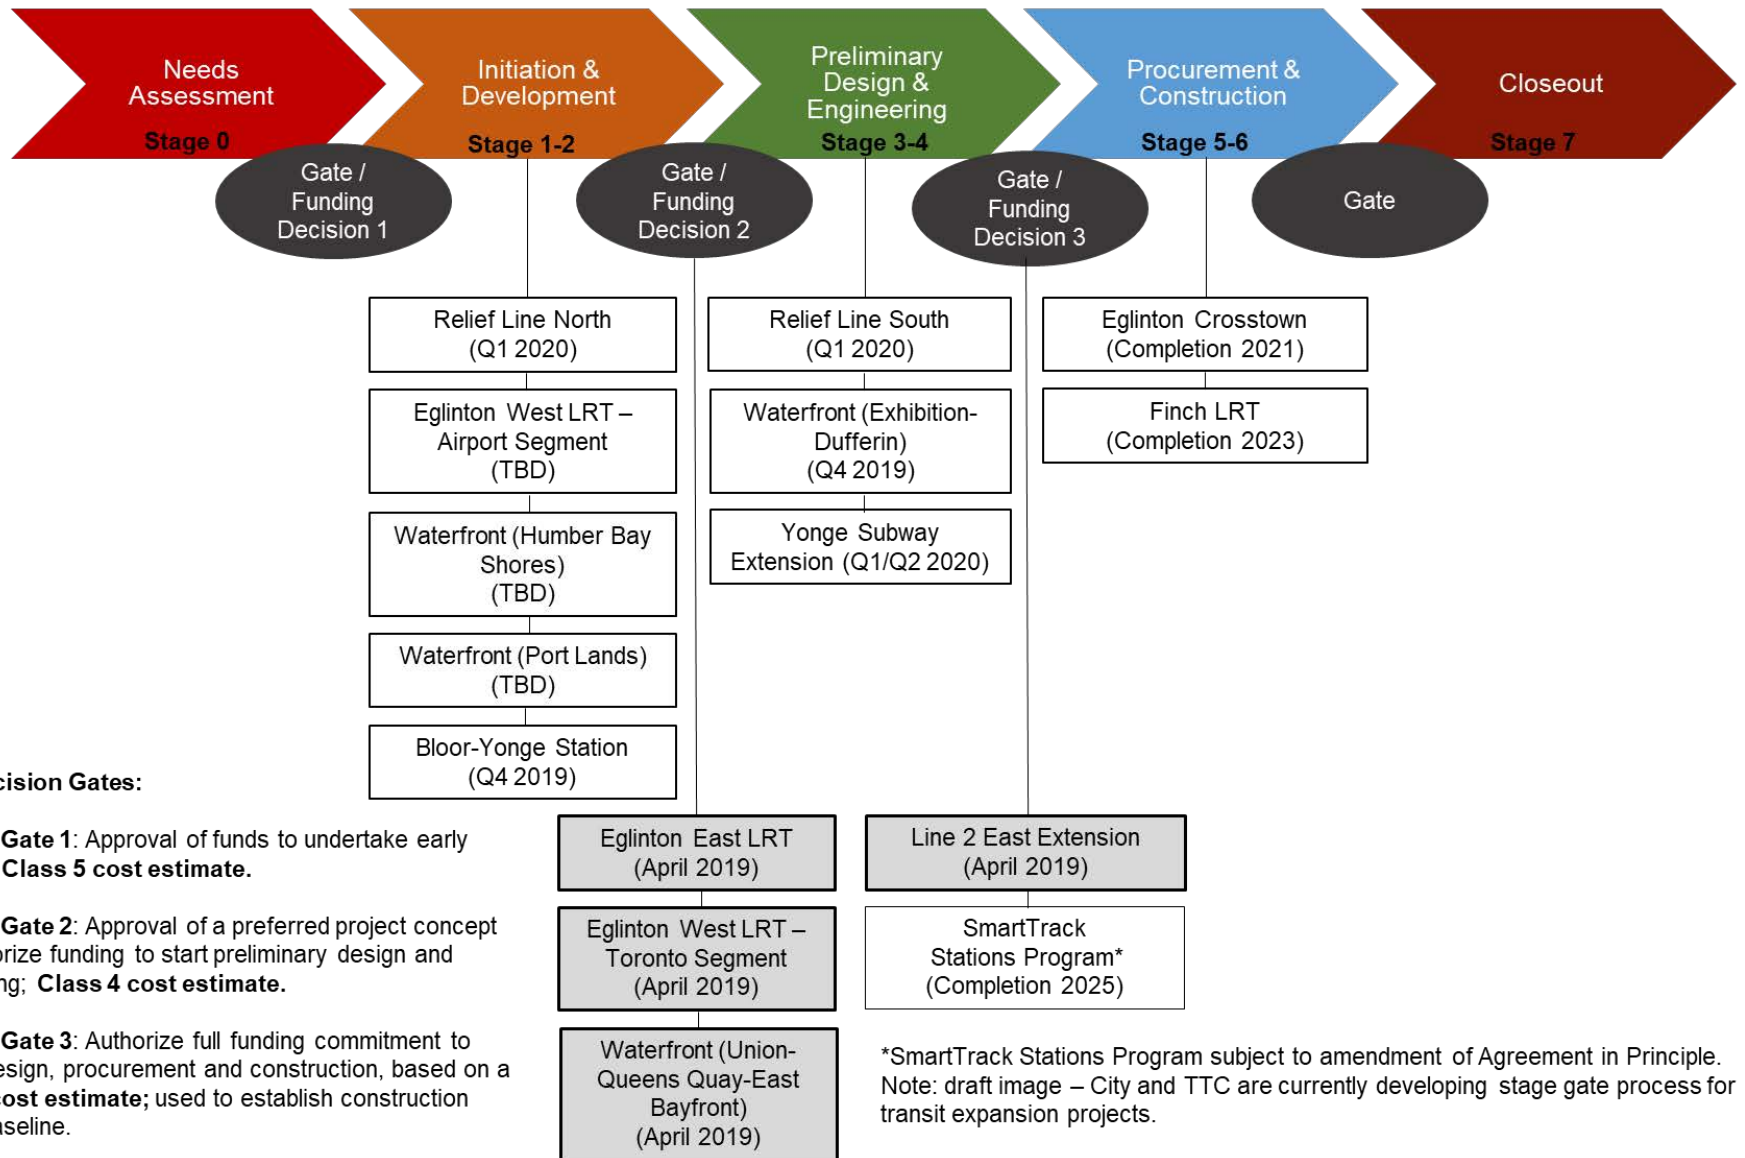 Needs
Assessment
Stage 0
Initiation &
Development
Stage 1-2
Preliminary
Design &
Engineering
Stage 3-4
Procurement &
Construction
Stage 5-6
Closeout
Stage 7
Gate /
Funding
Decision 1
Gate /
Funding
Decision 2
Gate /
Funding
Decision 3
Gate
Relief Line North
(Q1 2020)
Eglinton West LRT –
Airport Segment
(TBD)
Waterfront (Humber Bay
Shores)
(TBD)
Waterfront (Port Lands)
(TBD)
Bloor-Yonge Station
(Q4 2019)
Relief Line South
(Q1 2020)
Waterfront (Exhibition-
Dufferin)
(Q4 2019)
Yonge Subway
Extension (Q1/Q2 2020)
Eglinton Crosstown
(Completion 2021)
Finch LRT
(Completion 2023)
Eglinton East LRT
(April 2019)
Eglinton West LRT –
Toronto Segment
(April 2019)
Waterfront (Union-
Queens Quay-East
Bayfront)
(April 2019)
Line 2 East Extension
(April 2019)
SmartTrack
Stations Program*
(Completion 2025)
cision Gates:
Gate 1: Approval of funds to undertake early
Class 5 cost estimate.
Gate 2: Approval of a preferred project concept
orize funding to start preliminary design and
ng; Class 4 cost estimate.
Gate 3: Authorize full funding commitment to
esign, procurement and construction, based on a
cost estimate; used to establish construction
aseline.
*SmartTrack Stations Program subject to amendment of Agreement in Principle.
Note: draft image – City and TTC are currently developing stage gate process for
transit expansion projects.